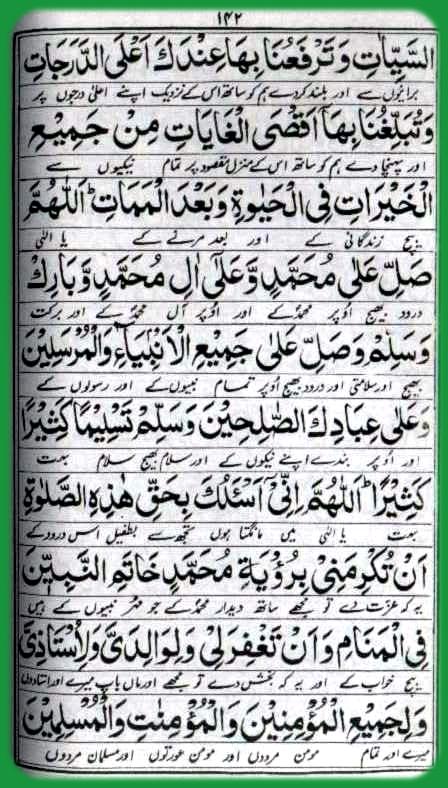 ۱۴۲
السَّيِّاٰتِ وَتَرْفَعُنَا بِهَا عِنْدَكَ اَعْلَى الدَّرَجَاتِ
برائیوں سے اور بلند کر دے ہم کو ساتھ اس کے نزدیک اپنے اعلیٰ درجوں پر
وَتُبَلِّغُنَا بِهَآ اَقْصَى الْغَايَاتِ مِنْ جَمِيْعِ
اور پہنچا دے ہم کو ساتھ اس کے منزل مقصود پر تمام نیکیوں سے
الْخَيْرَاتِ فِى الْحَيٰوةِ وَبَعْدَ الْمَمَاتِ ؕ اَللّٰهُمَّ
بیچ زندگانی کے اور بعد مرنے کے یا الٰہی
صَلِّ عَلٰى مُحَمَّدٍ وَّعَلٰٓى اٰلِ مُحَمَّدٍ وَّبَارِكْ
درود بھیج اوپر محمد کے اور اوپر آل محمد کے اور برکت
وَسَلِّمْ وَصَلِّ عَلٰى جَمِيْعِ الْاَنْبِيَآءِ وَالْمُرْسَلِيْنَ
بھیج اور سلامتی اور درود بھیج اوپر تمام نبیوں کے اور رسولوں کے
وَعَلٰى عِبَادِكَ الصّٰلِحِيْنَ وَسَلِّمْ تَسْلِيْمًا كَثِيْرًا
اور اوپر بندے اپنے نیکوں کے اور سلام بھیج سلام بہت
كَثِيْرًا ؕ اَللّٰهُمَّ اِنِّىْٓ اَسْئَلُكَ بِحَقِّ هٰذِهِ الصَّلٰوةِ
بہت یا الٰہی میں مانگتا ہوں تجھ سے بطفیل اس درود کے
اَنْ تُكْرِمَنِىْ بِرُؤْيَةِ مُحَمَّدٍ خَاتِمِ النَّبِيّٖنَ
یہ کہ عزت دے تو مجھے ساتھ دیدار محمد کے جو مہر نبیوں کے ہیں
فِى الْمَنَامِ وَاَنْ تَغْفِرَ لِىْ وَلِوَالِدَىَّ وَلِاُسْتَاذِىْ
بیچ خواب کے اور یہ کہ بخش دے تو مجھے اور ماں باپ میرے اور استادوں
وَلِجَمِيْعِ الْمُؤْمِنِيْنَ وَالْمُؤْمِنٰتِ وَالْمُسْلِمِيْنَ
میرے اور تمام مومن مردوں اور مومن عورتوں اور مسلمان مردوں